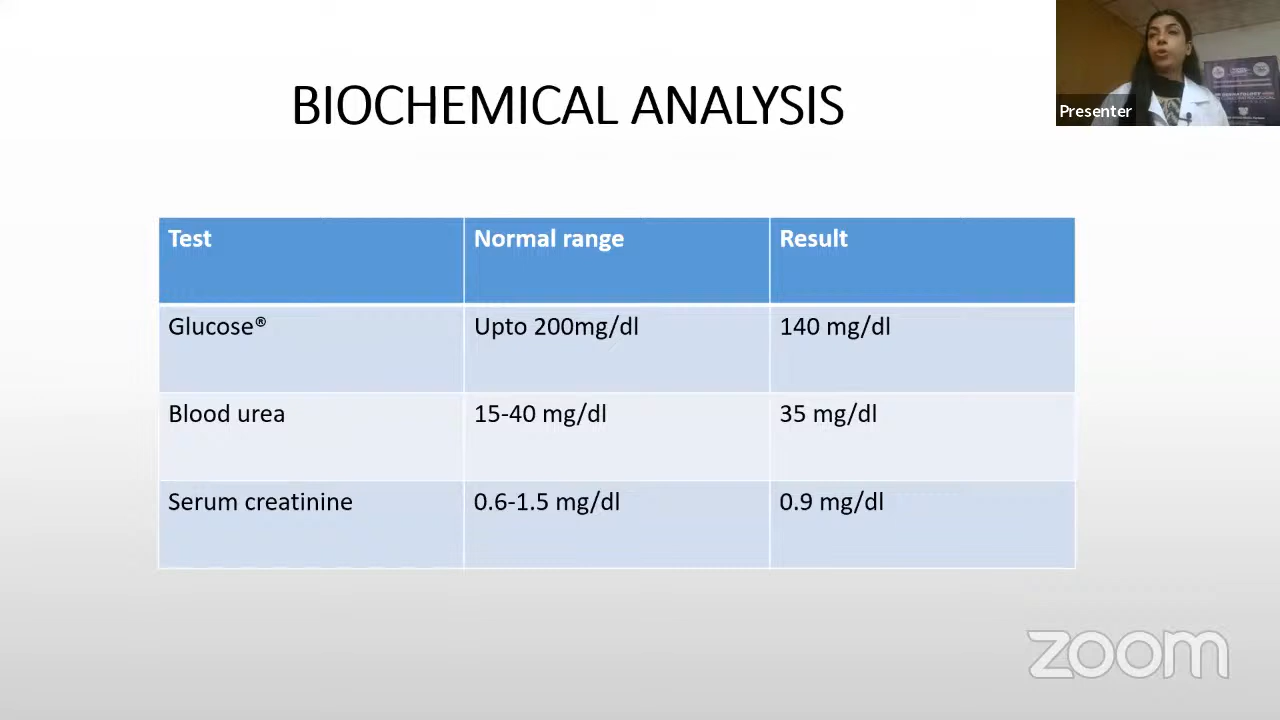 BIOCHEMICAL ANALYSIS
Presenter
Test Normal range Result
Glucose® Upto 200mg/dl 140 mg/dl
Blood urea 15-40 mg/dl 35 mg/dl
Serum creatinine 0.6-1.5 mg/dl 0.9 mg/dl
zoom